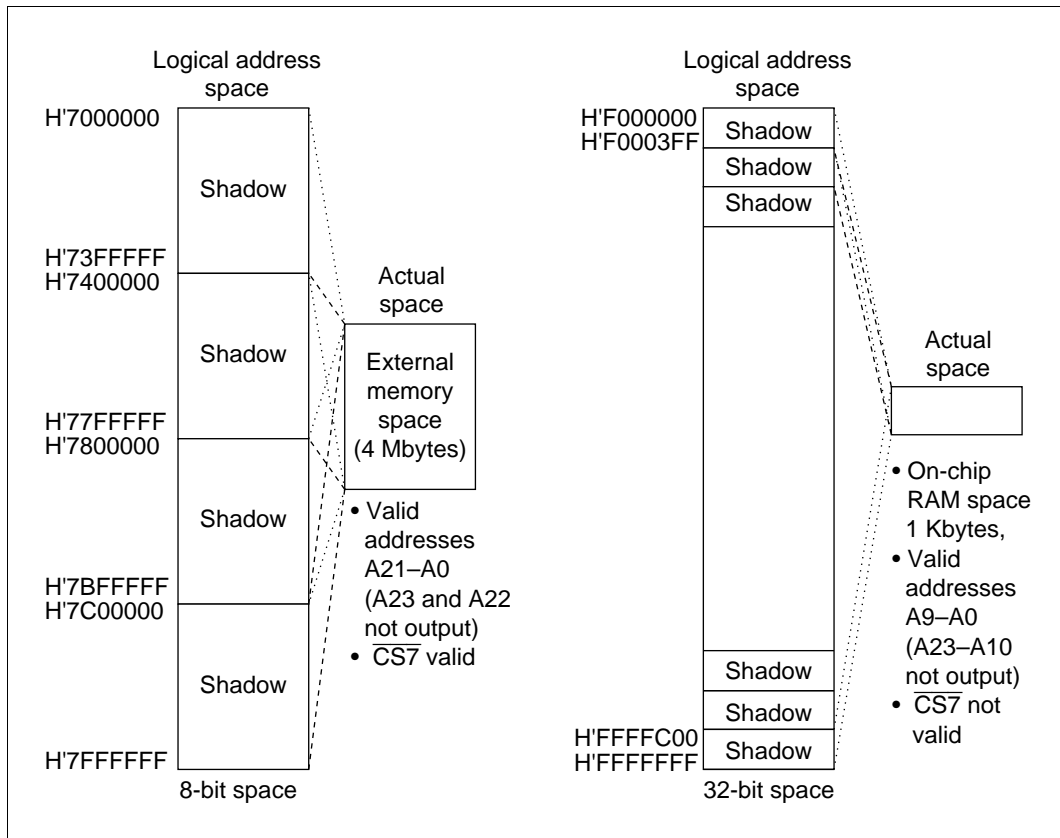 Logical address
space
H'7000000
Shadow
H'73FFFFF
H'7400000
Shadow
H'77FFFFF
H'7800000
Shadow
H'7BFFFFF
H'7C00000
Shadow
H'7FFFFFF
8-bit space
Actual
space
External
memory
space
(4 Mbytes)
• Valid
addresses
A21–A0
(A23 and A22
not output)
• CS7 valid
Logical address
space
H'F000000
H'F0003FF
Shadow
Shadow
Shadow
Shadow
Shadow
H'FFFFC00
H'FFFFFFF
Shadow
32-bit space
Actual
space
• On-chip
RAM space
1 Kbytes,
• Valid
addresses
A9–A0
(A23–A10
not output)
• CS7 not
valid